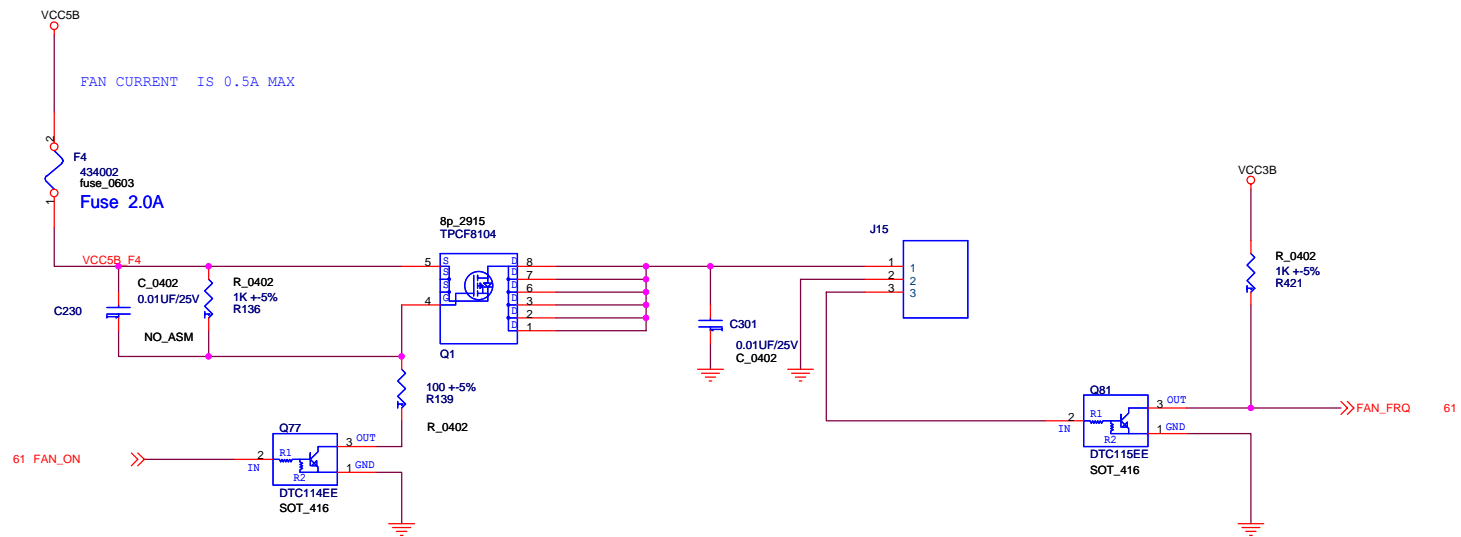 VCC5B
FAN CURRENT IS 0.5A MAX
2
F4
434002
fuse_0603
Fuse 2.0A
1
VCC5B_F4
C_0402
0.01UF/25V
C230
R_0402
1K +-5%
R136
NO_ASM
8p_2915
TPCF8104
5
4
S
S
S
G
D
D
D
D
D
D
8
7
6
3
2
1
Q1
100 +-5%
R139
R_0402
61 FAN_ON
Q77
2
IN
R1
R2
3 OUT
1 GND
DTC114EE
SOT_416
C301
0.01UF/25V
C_0402
J15
1
2
3
1
2
3
VCC3B
R_0402
1K +-5%
R421
Q81
2
IN
R1
R2
3 OUT
1 GND
DTC115EE
SOT_416
FAN_FRQ 61